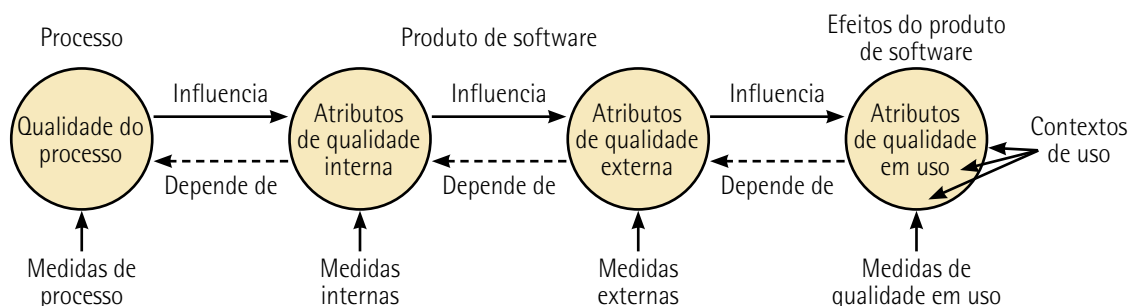 Processo
Produto de software
Efeitos do produto
de software
Qualidade do
processo
Influencia
Depende de
Atributos
de qualidade
interna
Influencia
Depende de
Atributos
de qualidade
externa
Influencia
Depende de
Atributos
de qualidade
em uso
Contextos
de uso
Medidas de
processo
Medidas
internas
Medidas
externas
Medidas de
qualidade em uso